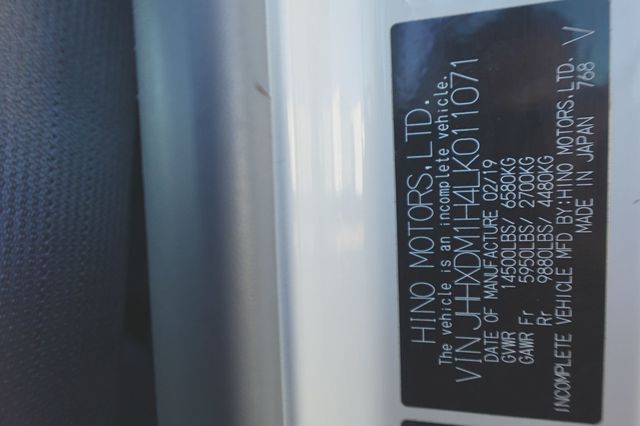 HINO MOTORS, LTD.
The vehicle is an incomplete vehicle.
VIN JHHXDM1H4LK011071
DATE OF MANUFACTURE 02/19
GVWR 14500LBS/ 6580KG
GAWR Fr 5950LBS/ 2700KG
Rr 9880LBS/ 4480KG
INCOMPLETE VEHICLE MFD BY:HINO MOTORS, LTD.
MADE IN JAPAN 768 V